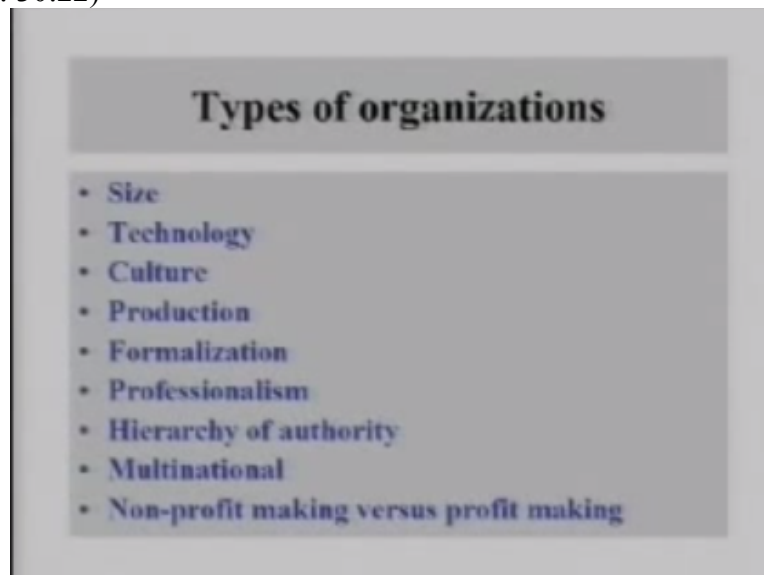 Types of organizations
• Size
• Technology
• Culture
• Production
• Formalization
• Professionalism
• Hierarchy of authority
• Multinational
• Non-profit making versus profit making